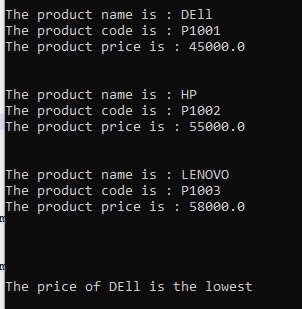 The product name is : DEll
The product code is : P1001
The product price is : 45000.0
The product name is : HP
The product code is : P1002
The product price is : 55000.0
The product name is : LENOVO
The product code is : P1003
The product price is : 58000.0
The price of DEll is the lowest